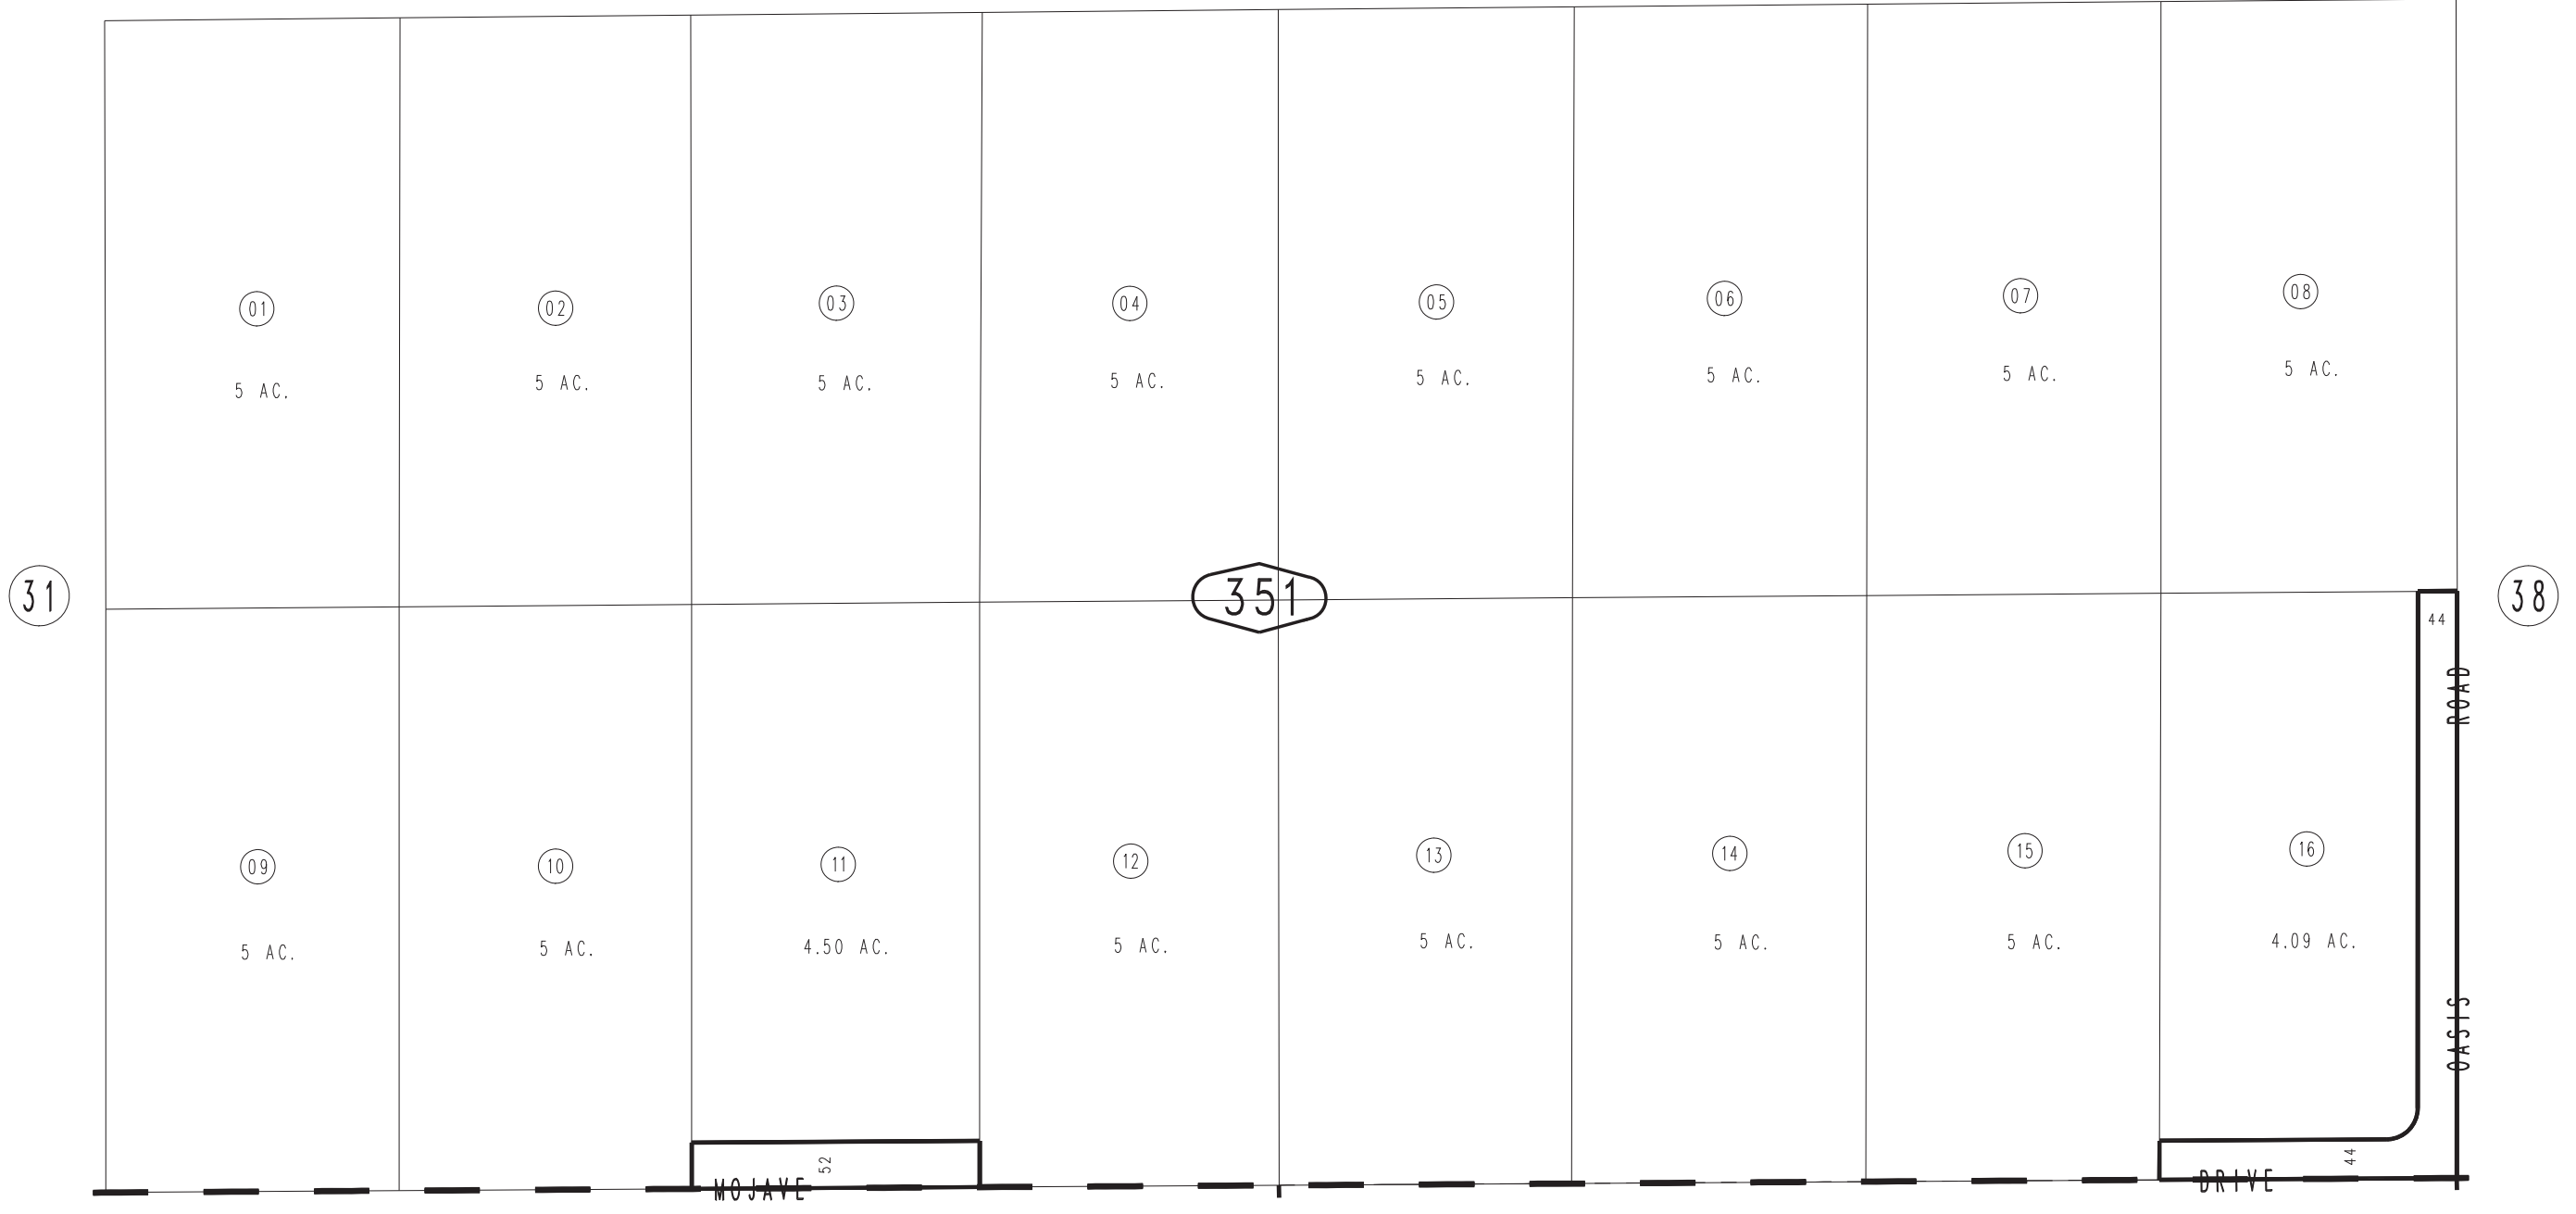 01 02 03 04 05 06 07 08
5 AC. 5 AC. 5 AC. 5 AC. 5 AC. 5 AC. 5 AC. 5 AC.
31 351 38
44
ROAD
09 10 11 12 13 14 15 16
5 AC. 5 AC. 4.50 AC. 5 AC. 5 AC. 5 AC. 5 AC. 4.09 AC.
OASIS
52 44
MOJAVE DRIVE